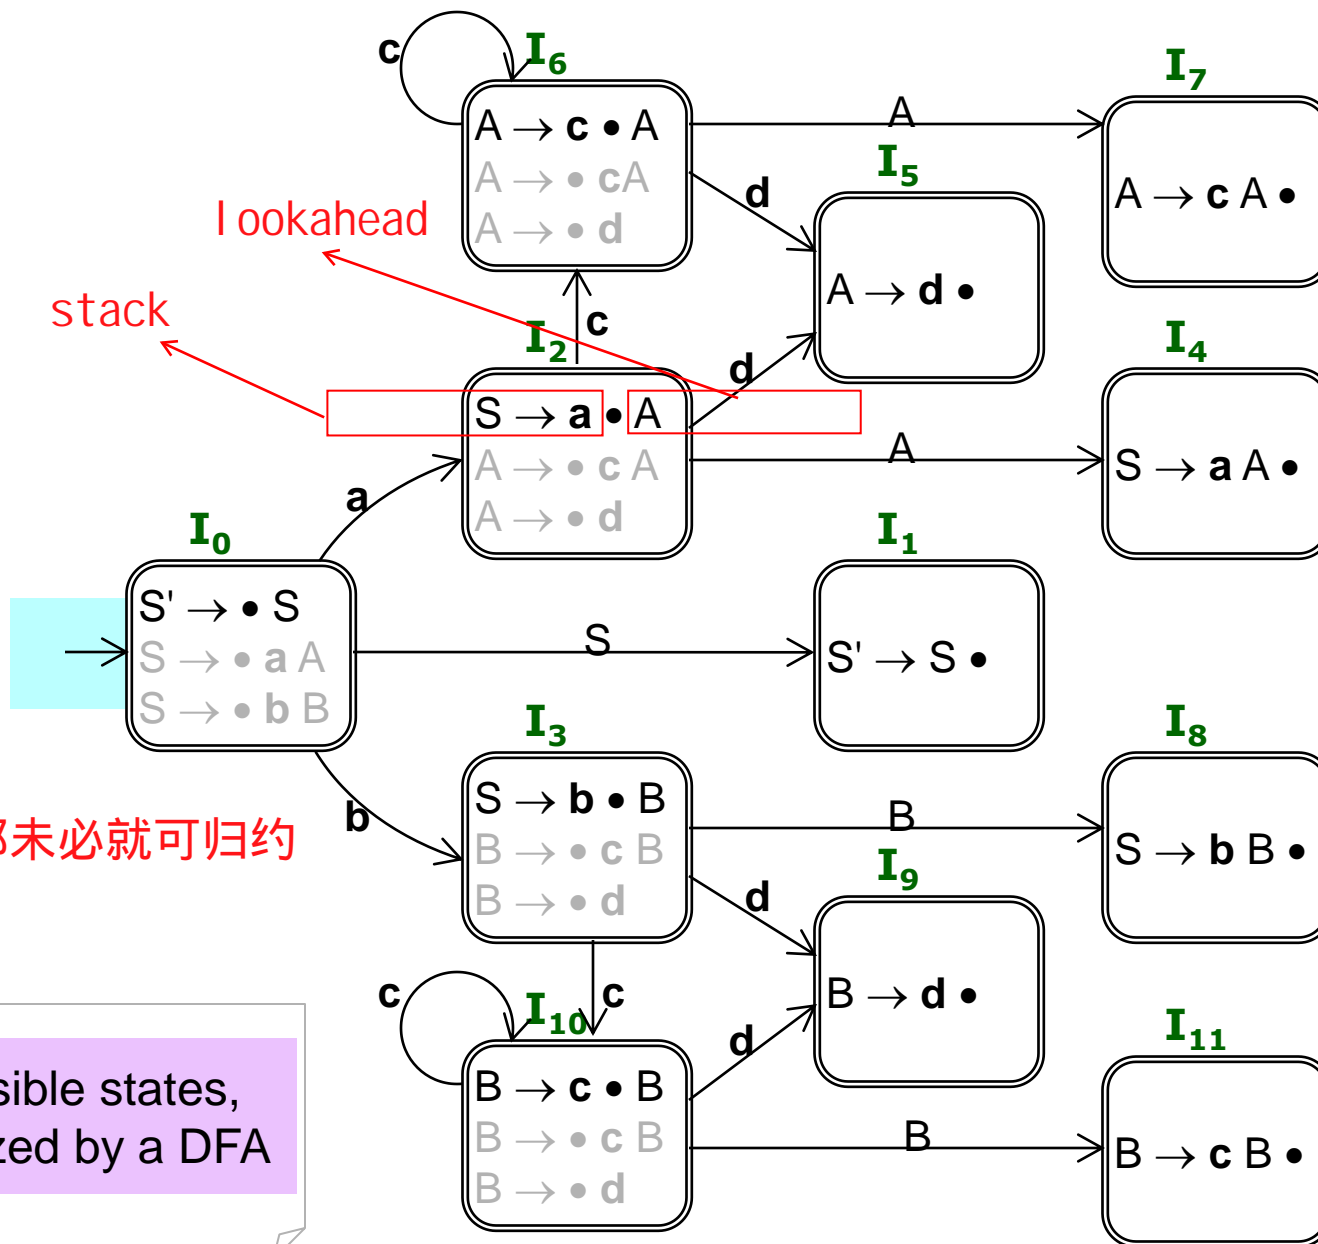 c
I6
A → c • A
A → • cA
A → • d
A
I7
A → c A •
d
I5
A → d •
lookahead
stack
c
I2
S → a • A
A → • c A
A → • d
d
A
I4
S → a A •
a
I0
S' → • S
S → • a A
S → • b B
S
I1
S' → S •
b
未必就可归约
I3
S → b • B
B → • c B
B → • d
B
I8
S → b B •
d
I9
B → d •
c
c
I10
B → c • B
B → • c B
B → • d
d
B
I11
B → c B •
sible states,
zed by a DFA